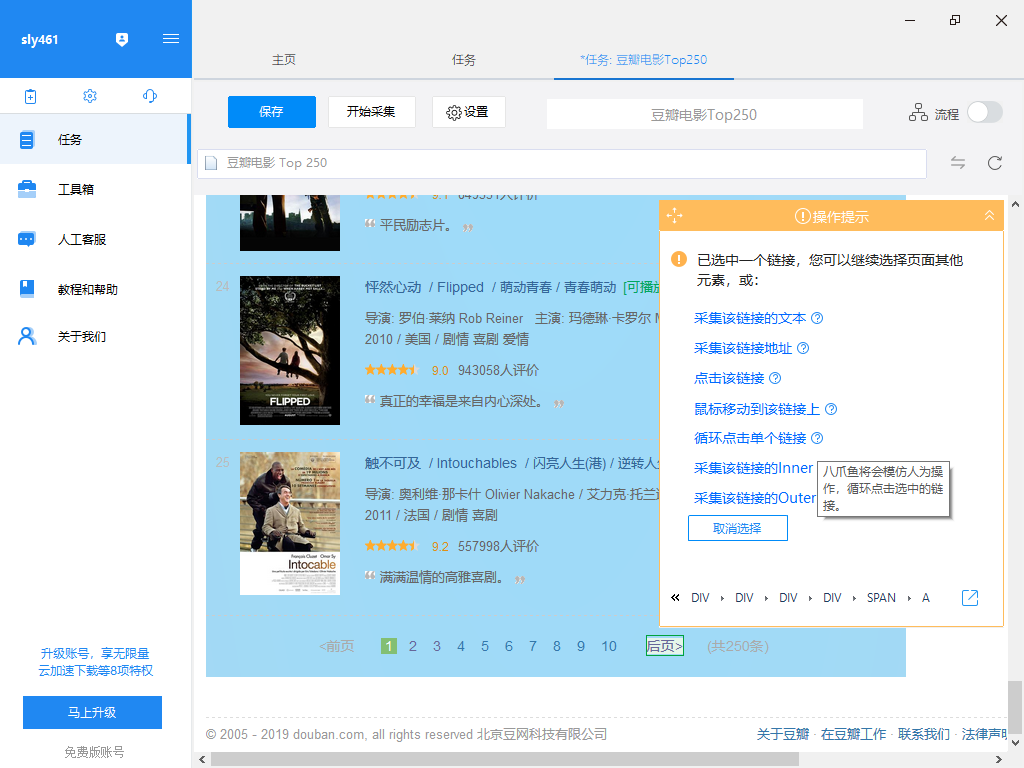 sly461
主页
任务
*任务: 豆瓣电影Top250
保存
开始采集
设置
豆瓣电影Top250
流程
豆瓣电影 Top 250
任务
工具箱
人工客服
教程和帮助
关于我们
升级账号，享无限量
云加速下载等8项特权
马上升级
免费版账号
平民励志片。
24
怦然心动 / Flipped / 萌动青春 / 青春萌动 [可播放
导演: 罗伯·莱纳 Rob Reiner 主演: 玛德琳·卡罗尔
2010 / 美国 / 剧情 喜剧 爱情
9.0 943058人评价
真正的幸福是来自内心深处。
FLIPPED
25
触不可及 / Intouchables / 闪亮人生(港) / 逆转人
导演: 奥利维·那卡什 Olivier Nakache / 艾力克·托兰
2011 / 法国 / 剧情 喜剧
9.2 557998人评价
满满温情的高雅喜剧。
François Cluzet Omar Sy
Intocable
<前页 1 2 3 4 5 6 7 8 9 10 后页> (共250条)
操作提示
已选中一个链接，您可以继续选择页面其他
元素，或：
采集该链接的文本
采集该链接地址
点击该链接
鼠标移动到该链接上
循环点击单个链接
采集该链接的Inner
采集该链接的Outer
八爪鱼将会模仿人为操
作，循环点击选中的链
接。
取消选择
« DIV DIV DIV DIV SPAN A
© 2005 - 2019 douban.com, all rights reserved 北京豆网科技有限公司
关于豆瓣 · 在豆瓣工作 · 联系我们 · 法律声明